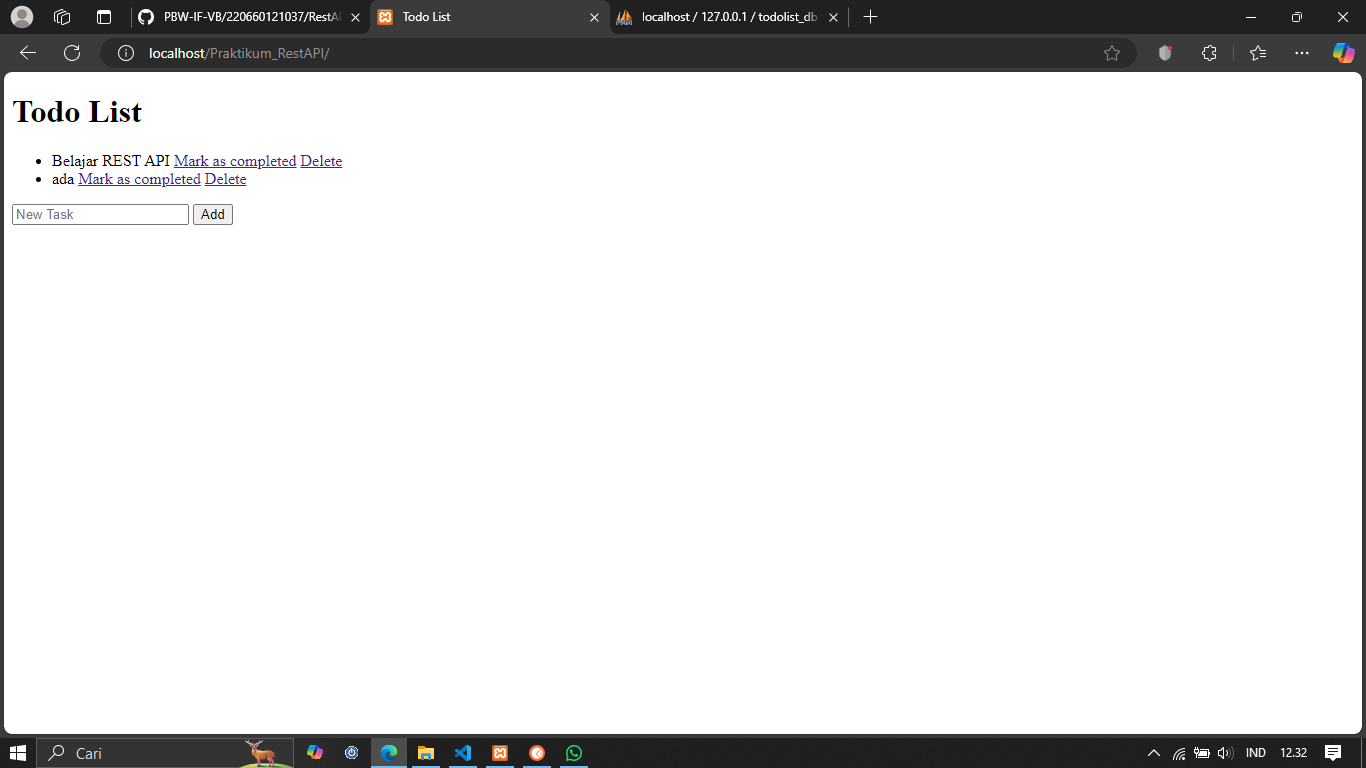 PBW-IF-VB/220660121037/RestAP
Todo List
localhost / 127.0.0.1 / todolist_db
localhost/Praktikum_RestAPI/
Todo List
Belajar REST API Mark as completed Delete
ada Mark as completed Delete
New Task Add
Cari
IND 12.32